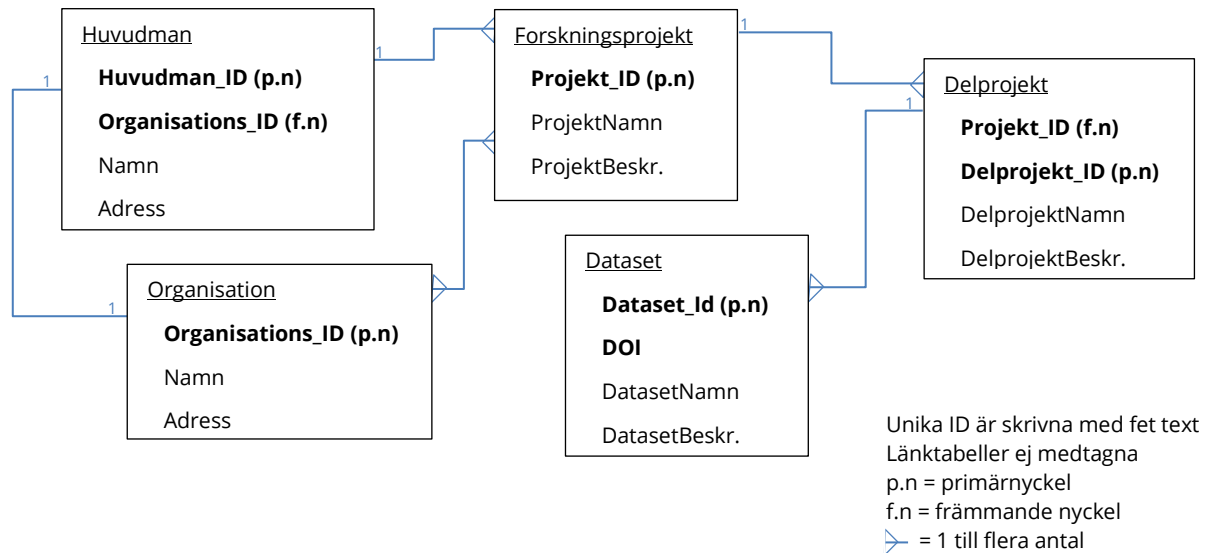 Huvudman
Huvudman_ID (p.n)
Organisations_ID (f.n)
Namn
Adress
1
1
1
Organisation
Organisations_ID (p.n)
Namn
Adress
Forskningsprojekt
Projekt_ID (p.n)
ProjektNamn
ProjektBeskr.
1
Dataset
Dataset_Id (p.n)
DOI
DatasetNamn
DatasetBeskr.
1
Delprojekt
Projekt_ID (f.n)
Delprojekt_ID (p.n)
DelprojektNamn
DelprojektBeskr.
Unika ID är skrivna med fet text
Länktabeller ej medtagna
p.n = primärnyckel
f.n = främmande nyckel
= 1 till flera antal